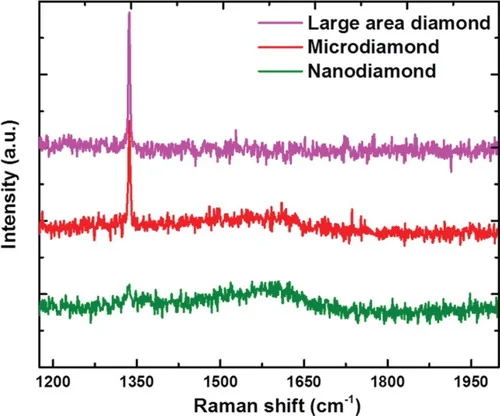 Large area diamond
Microdiamond
Nanodiamond
Intensity (a.u.)
1200 1350 1500 1650 1800 1950
Raman shift (cm⁻¹)